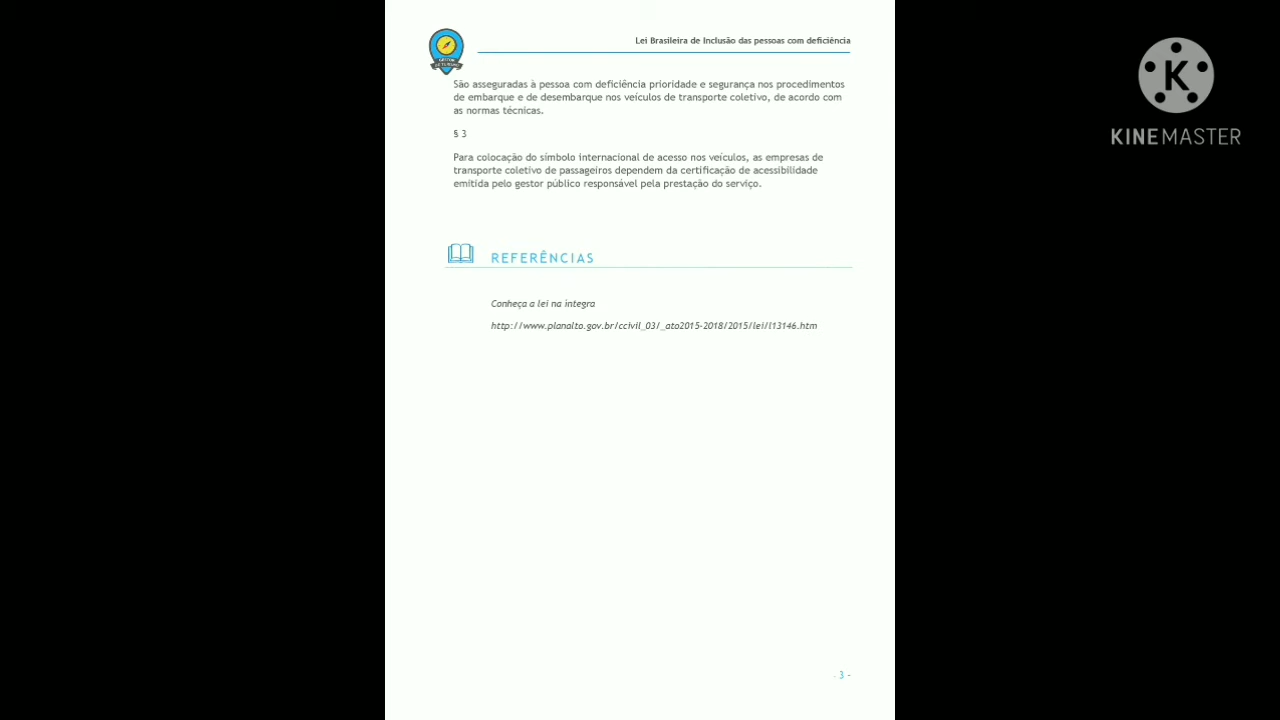 Lei Brasileira de Inclusão das pessoas com deficiência
GESTOR
DE TURISMO
São asseguradas à pessoa com deficiência prioridade e segurança nos procedimentos
de embarque e de desembarque nos veículos de transporte coletivo, de acordo com
as normas técnicas.
§ 3
Para colocação do símbolo internacional de acesso nos veículos, as empresas de
transporte coletivo de passageiros dependem da certificação de acessibilidade
emitida pelo gestor público responsável pela prestação do serviço.
REFERÊNCIAS
Conheça a lei na íntegra
http://www.planalto.gov.br/ccivil_03/_ato2015-2018/2015/lei/l13146.htm
- 3 -
K
KINEMASTER